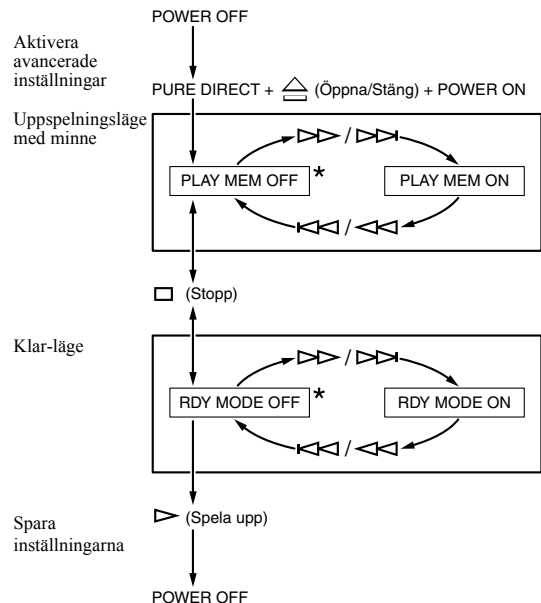 POWER OFF
Aktivera
avancerade
inställningar
PURE DIRECT + (Öppna/Stäng) + POWER ON
Uppspelningsläge
med minne
/
PLAY MEM OFF *
PLAY MEM ON
/
(Stopp)
Klar-läge
/
RDY MODE OFF *
RDY MODE ON
/
(Spela upp)
Spara
inställningarna
POWER OFF